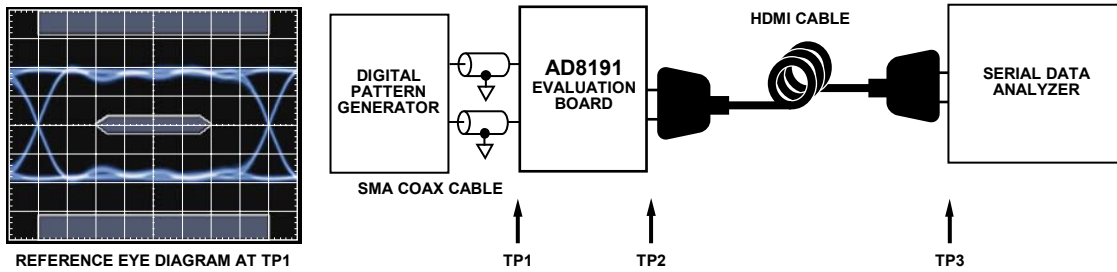 REFERENCE EYE DIAGRAM AT TP1
DIGITAL
PATTERN
GENERATOR
SMA COAX CABLE
AD8191
EVALUATION
BOARD
HDMI CABLE
SERIAL DATA
ANALYZER
TP1
TP2
TP3